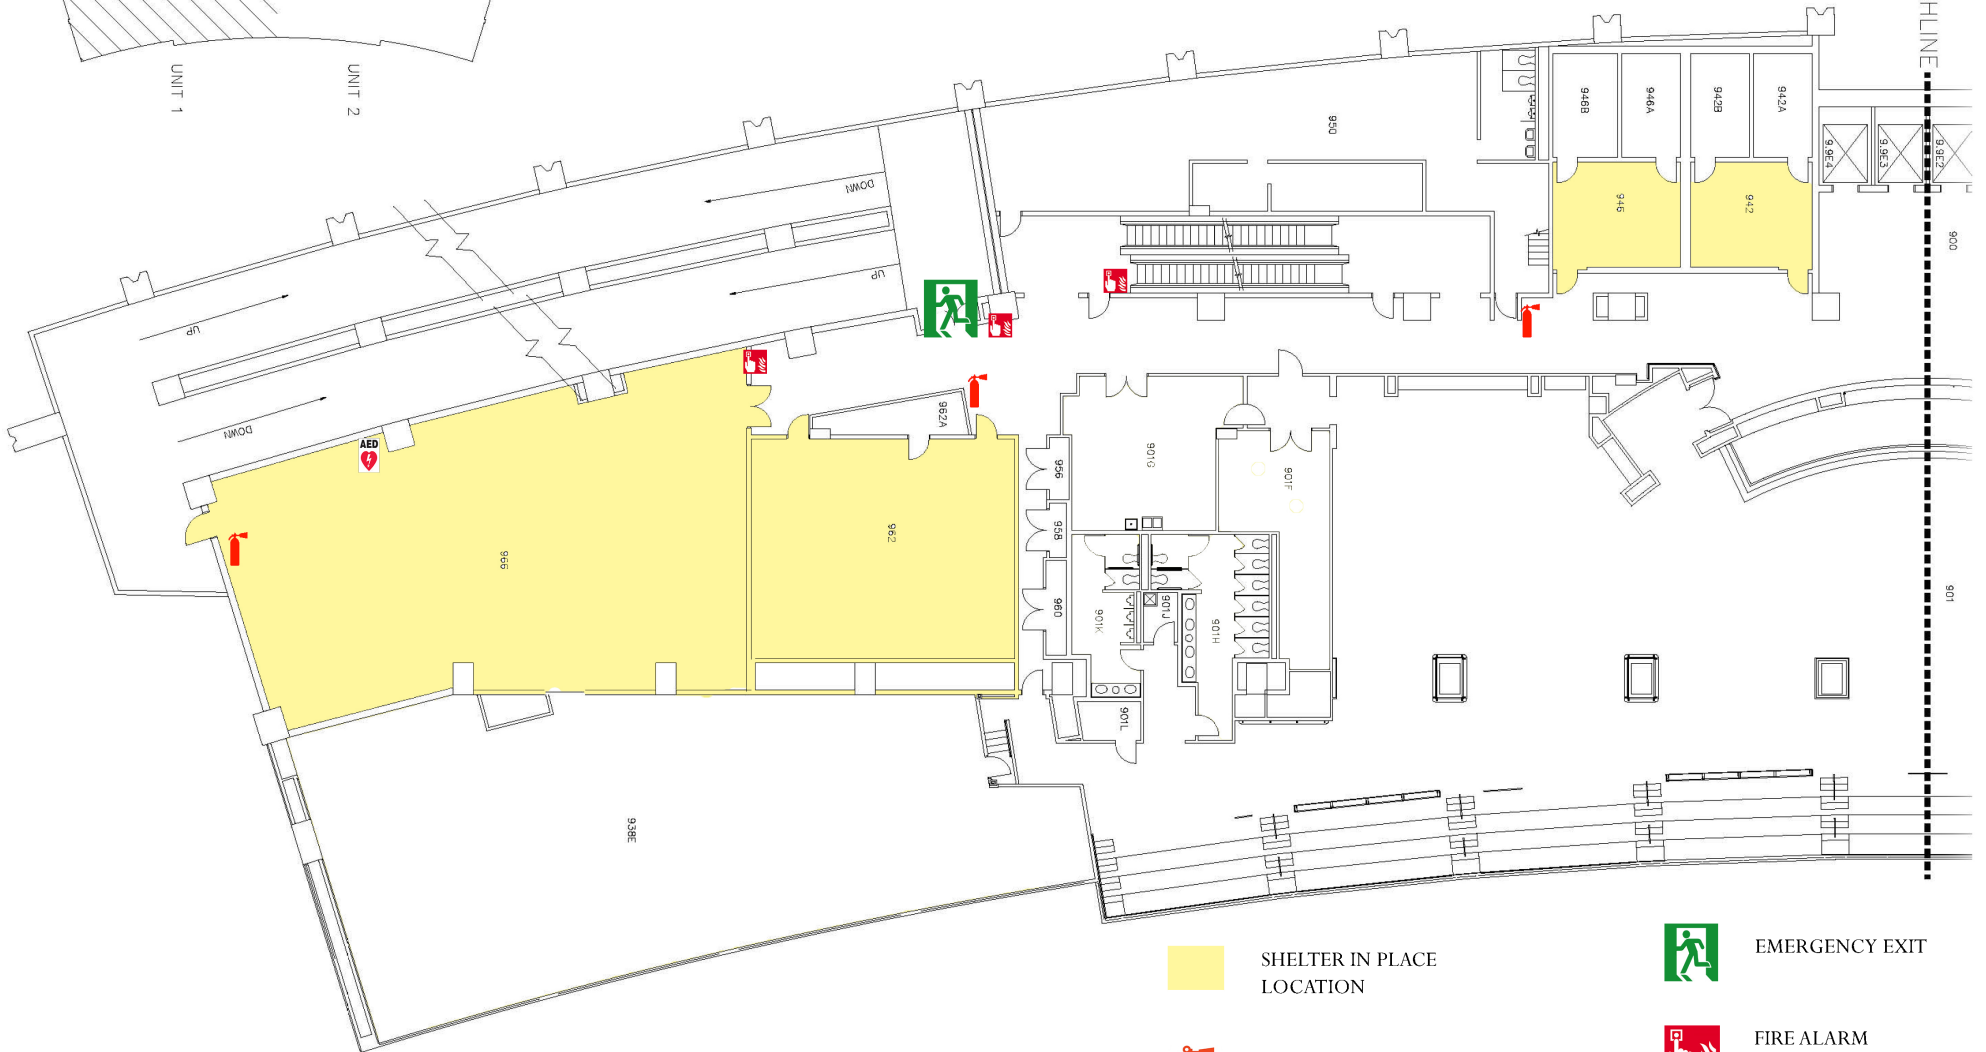 UNIT 1
UNIT 2
HLINE
950
946B
946A
942B
942A
9.9E4
9.9E3
9.9E2
946
942
900
DOWN
UP
UP
DOWN
AED
962A
956
901G
901F
958
962
966
960
901K
901J
901H
901
901L
938E
SHELTER IN PLACE
LOCATION
EMERGENCY EXIT
FIRE ALARM